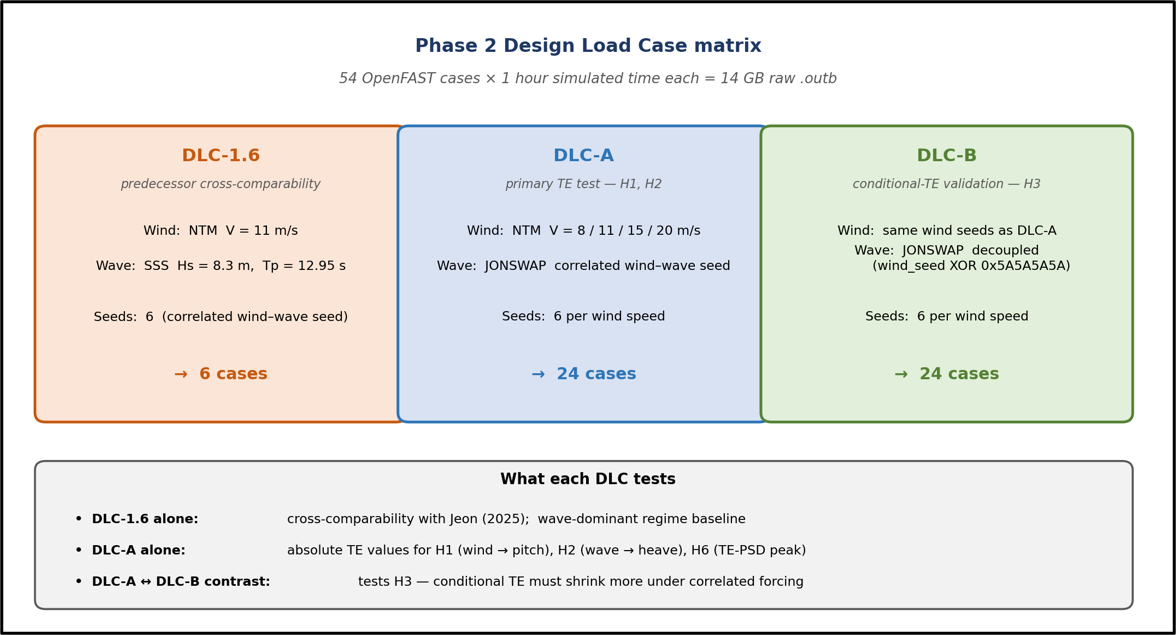 Phase 2 Design Load Case matrix
54 OpenFAST cases × 1 hour simulated time each = 14 GB raw .outb
DLC-1.6
predecessor cross-comparability
Wind:  NTM  V = 11 m/s
Wave:  SSS  Hs = 8.3 m,  Tp = 12.95 s
Seeds:  6  (correlated wind–wave seed)
→  6 cases
DLC-A
primary TE test — H1, H2
Wind:  NTM  V = 8 / 11 / 15 / 20 m/s
Wave:  JONSWAP  correlated wind–wave seed
Seeds:  6 per wind speed
→  24 cases
DLC-B
conditional-TE validation — H3
Wind:  same wind seeds as DLC-A
Wave:  JONSWAP  decoupled
(wind_seed XOR 0x5A5A5A5A)
Seeds:  6 per wind speed
→  24 cases
What each DLC tests
•  DLC-1.6 alone:  cross-comparability with Jeon (2025);  wave-dominant regime baseline
•  DLC-A alone:  absolute TE values for H1 (wind → pitch), H2 (wave → heave), H6 (TE-PSD peak)
•  DLC-A ↔ DLC-B contrast:  tests H3 — conditional TE must shrink more under correlated forcing